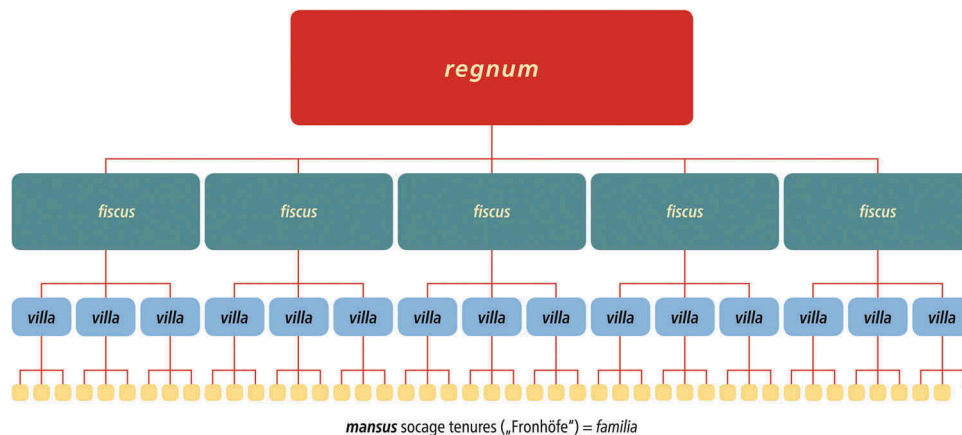 regnum
fiscus fiscus fiscus fiscus fiscus
villa villa villa villa villa villa villa villa villa villa villa villa villa villa villa
mansus socage tenures („Fronhöfe“) = familia